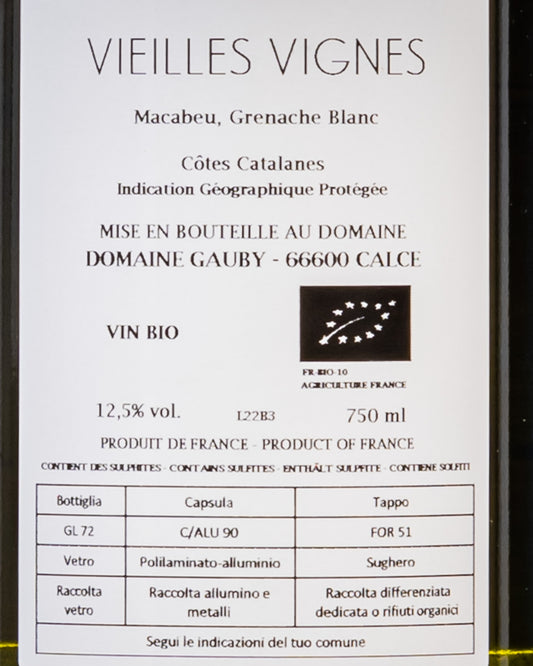 VIEILLES VIGNES
Macabeu, Grenache Blanc
Côtes Catalanes
Indication Géographique Protégée
MISE EN BOUTEILLE AU DOMAINE
DOMAINE GAUBY - 66600 CALCE
VIN BIO
FR-BIO-10
AGRICULTURE FRANCE
12,5% vol. L22B3 750 ml
PRODUIT DE FRANCE - PRODUCT OF FRANCE
CONTIENT DES SULPHITES - CONTAINS SULFITES - ENTHÄLT SULPFITE - CONTIENE SOLFITI
Bottiglia Capsula Tappo
GL 72 C/ALU 90 FOR 51
Vetro Polilaminato-alluminio Sughero
Raccolta vetro Raccolta allumino e metalli Raccolta differenziata dedicata o rifiuti organici
Segui le indicazioni del tuo comune